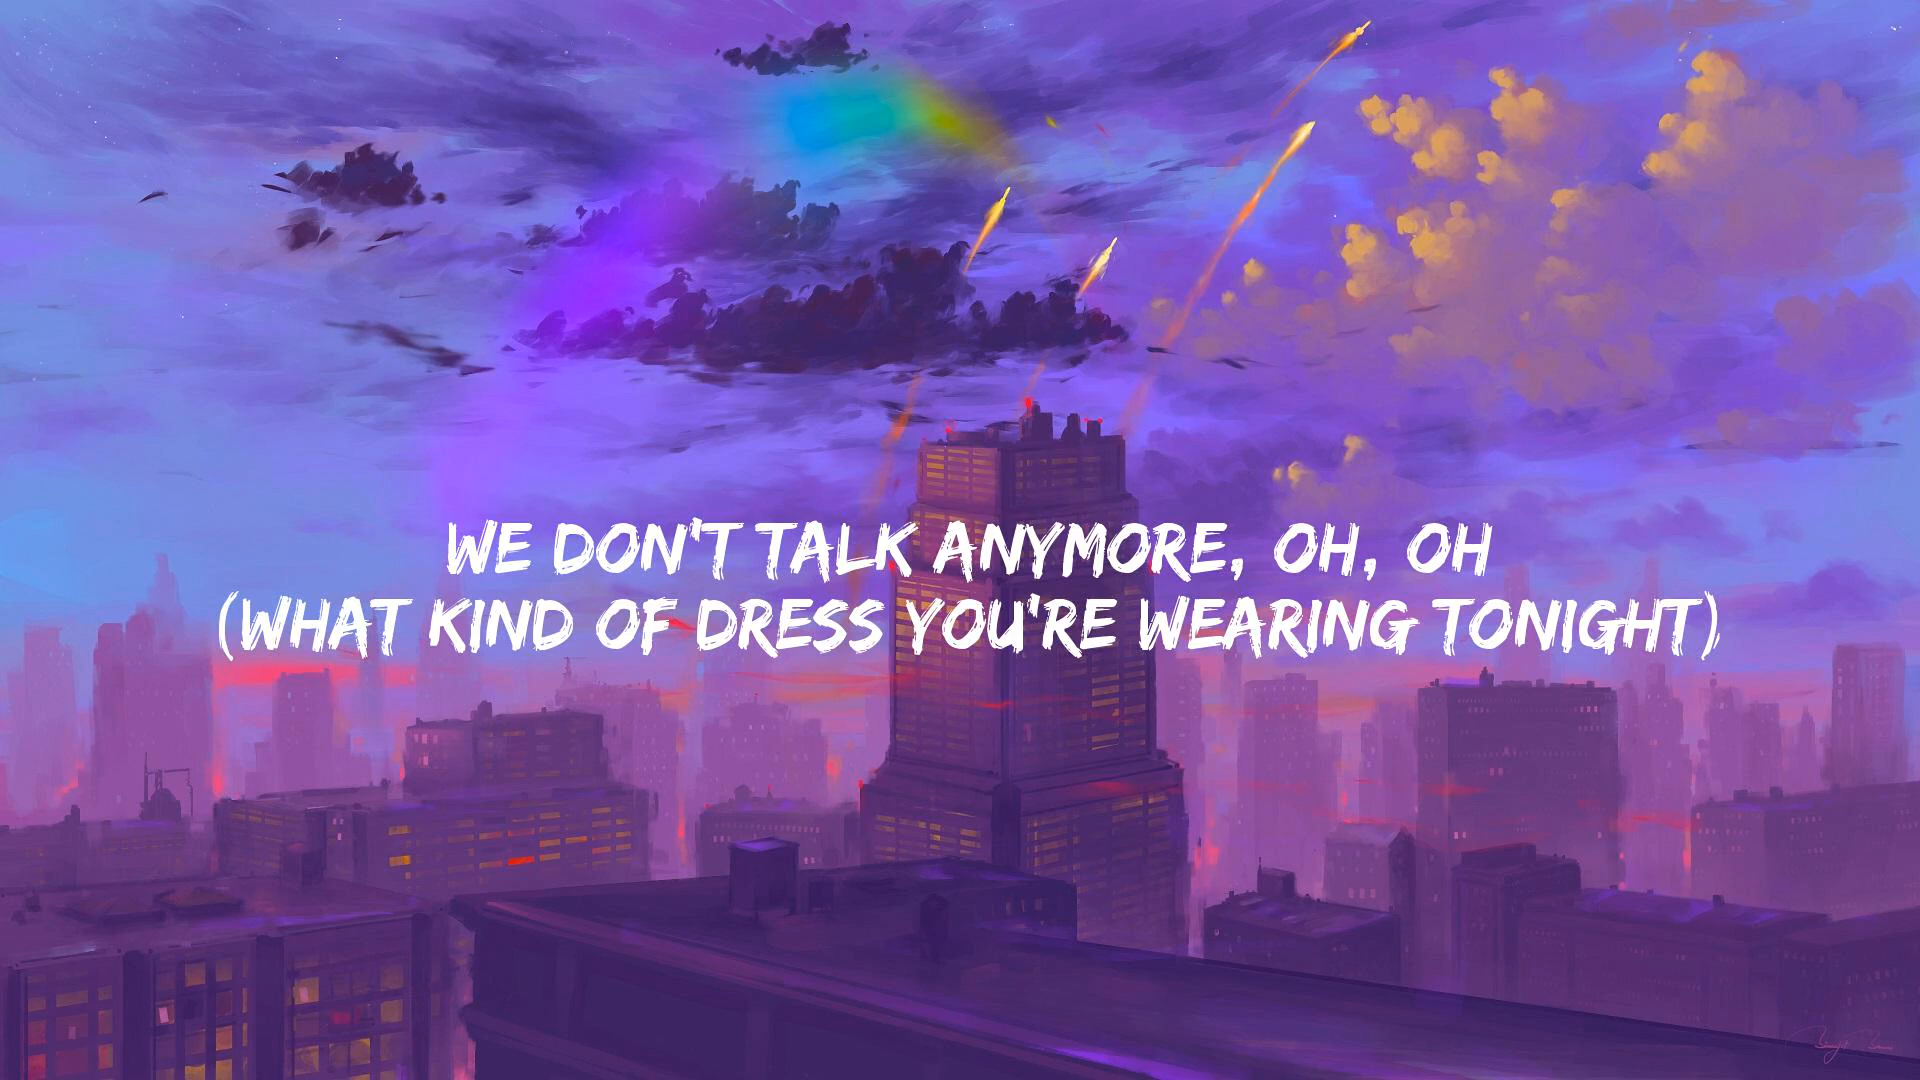 WE DON'T TALK ANYMORE, OH, OH
(WHAT KIND OF DRESS YOU'RE WEARING TONIGHT)